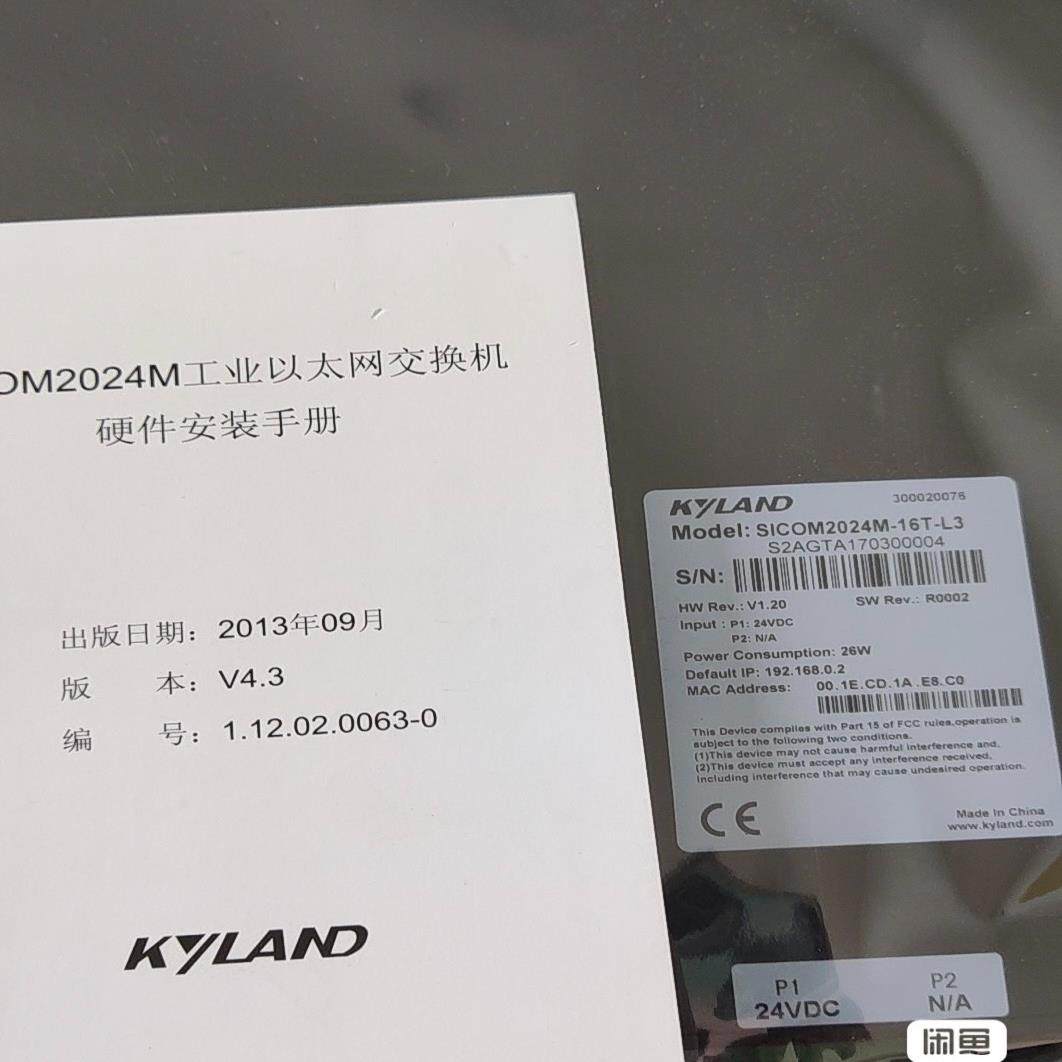 OM2024M工业以太网交换机
硬件安装手册
出版日期：2013年09月
版 本：V4.3
编 号：1.12.02.0063-0
KYLAND
KYLAND 300020076
Model: SICOM2024M-16T-L3
S2AGTA170300004
S/N:
HW Rev.: V1.20 SW Rev.: R0002
Input : P1: 24VDC
P2: N/A
Power Consumption: 26W
Default IP: 192.168.0.2
MAC Address: 00.1E.CD.1A.E8.C0
This Device complies with Part 15 of FCC rules,operation is
subject to the following two conditions.
(1)This device may not cause harmful interference and,
(2)This device must accept any interference received,
including interference that may cause undesired operation.
CE
Made in China
www.kyland.com
P1 P2
24VDC N/A
闲鱼